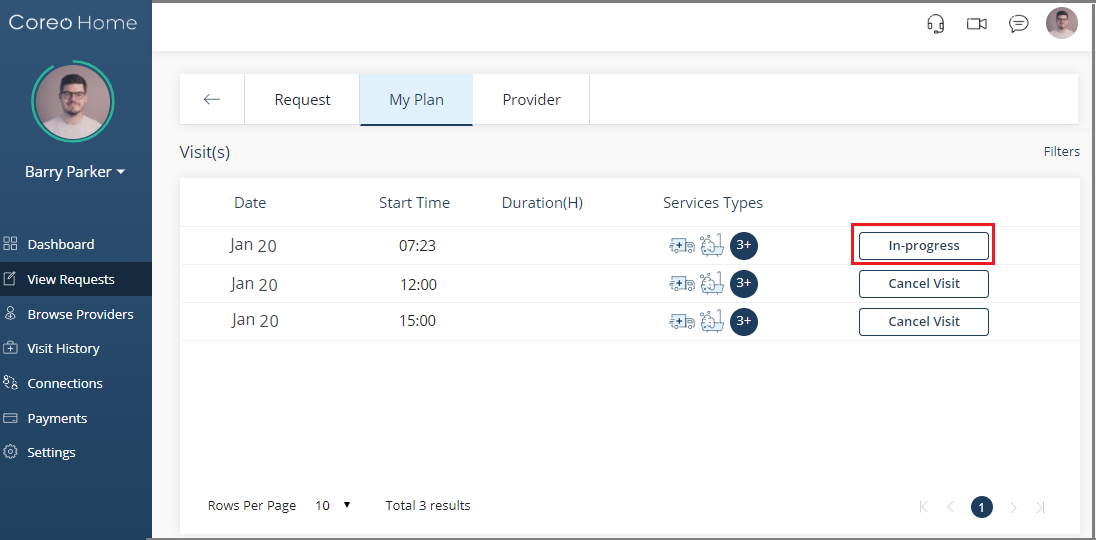 Coreo Home
Barry Parker
Dashboard
View Requests
Browse Providers
Visit History
Connections
Payments
Settings
Request My Plan Provider
Visit(s) Filters
Date Start Time Duration(H) Services Types
Jan 20 07:23 3+ In-progress
Jan 20 12:00 3+ Cancel Visit
Jan 20 15:00 3+ Cancel Visit
Rows Per Page 10 Total 3 results 1